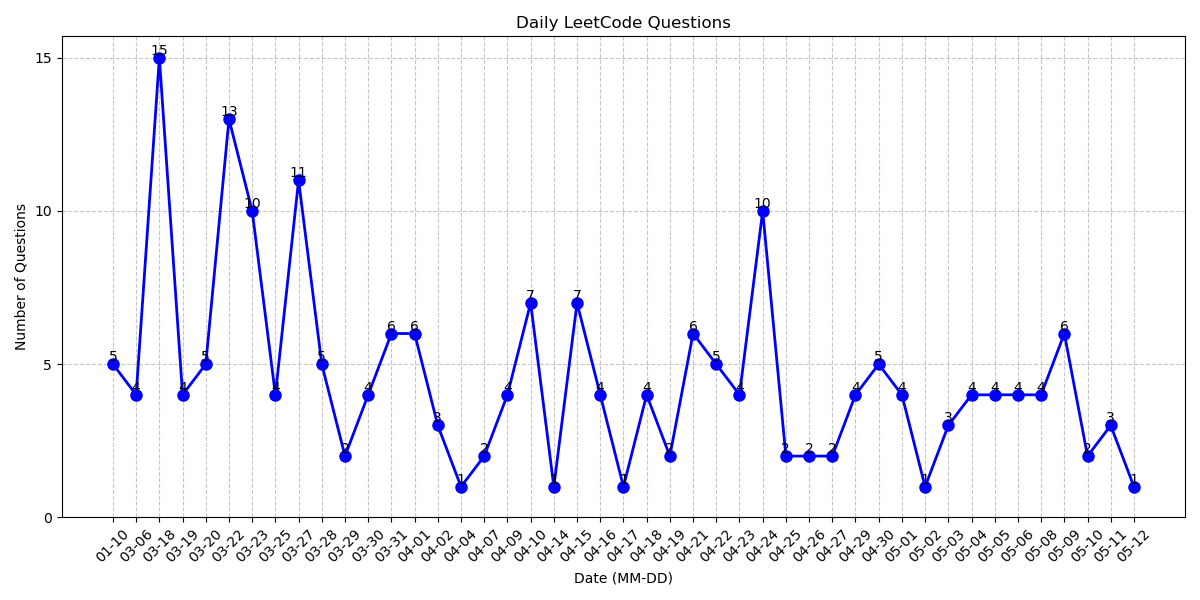 Daily LeetCode Questions
Number of Questions
15
10
5
0
5 4 15 4 5 13 10 4 11 5 2 4 6 6 3 1 2 4 7 1 7 4 1 4 2 6 5 4 10 2 2 2 4 5 4 1 3 4 4 4 4 6 2 3 1
01-10 03-06 03-18 03-19 03-20 03-22 03-23 03-25 03-27 03-28 03-29 03-30 03-31 04-01 04-02 04-04 04-07 04-09 04-10 04-14 04-15 04-16 04-17 04-18 04-19 04-21 04-22 04-23 04-24 04-25 04-26 04-27 04-29 04-30 05-01 05-02 05-03 05-04 05-05 05-06 05-08 05-09 05-10 05-11 05-12
Date (MM-DD)